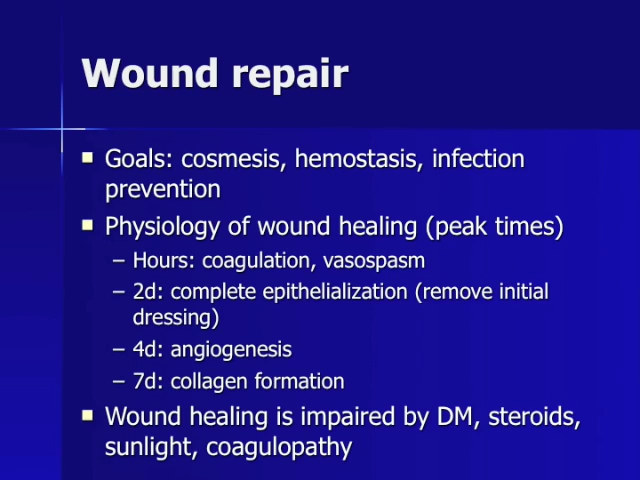 Wound repair
Goals: cosmesis, hemostasis, infection
prevention
Physiology of wound healing (peak times)
– Hours: coagulation, vasospasm
– 2d: complete epithelialization (remove initial
dressing)
– 4d: angiogenesis
– 7d: collagen formation
Wound healing is impaired by DM, steroids,
sunlight, coagulopathy